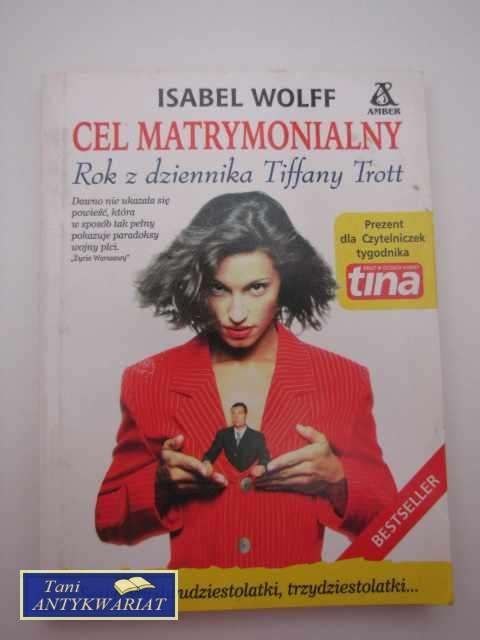 ISABEL WOLFF
AMBER
CEL MATRYMONIALNY
Rok z dziennika Tiffany Trott
Dawno nie ukazała się
powieść, która
w sposób tak pełny
pokazuje paradoksy
wojny płci.
„Życie Warszawy”
Prezent
dla Czytelniczek
tygodnika
tina
BESTSELLER
udziestolatki, trzydziestolatki...
Tani
ANTYKWARIAT